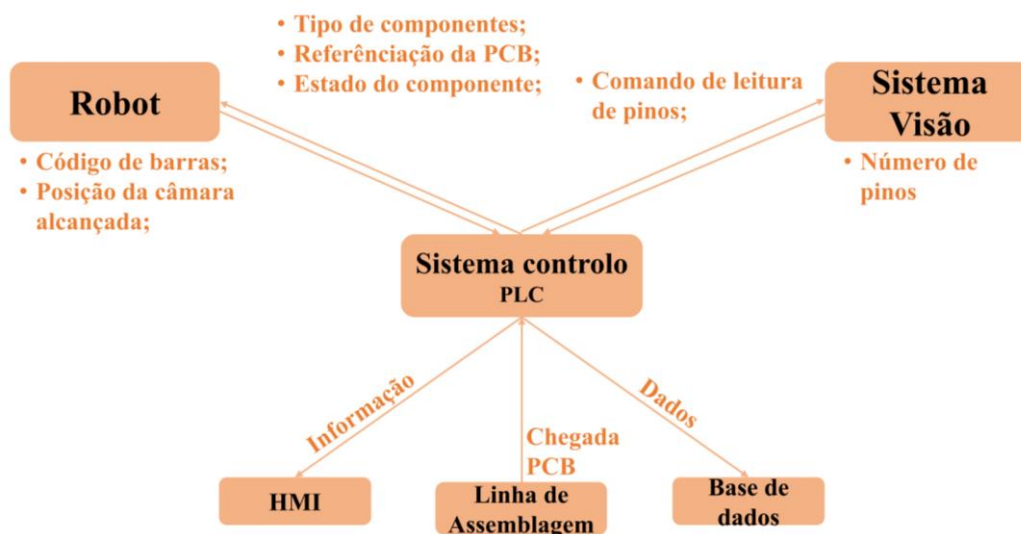 • Tipo de componentes;
• Referênciação da PCB;
• Estado do componente;
Robot
• Código de barras;
• Posição da câmara
alcançada;
• Comando de leitura
de pinos;
Sistema
Visão
• Número de
pinos
Sistema controlo
PLC
Informação
Chegada
PCB
Dados
HMI
Linha de
Assemblagem
Base de
dados